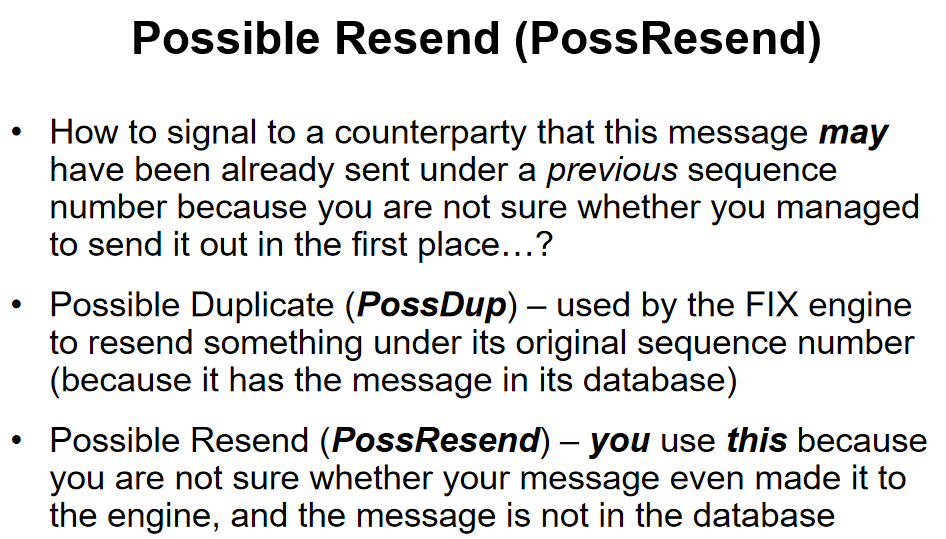 Possible Resend (PossResend)
• How to signal to a counterparty that this message may
have been already sent under a previous sequence
number because you are not sure whether you managed
to send it out in the first place…?
• Possible Duplicate (PossDup) – used by the FIX engine
to resend something under its original sequence number
(because it has the message in its database)
• Possible Resend (PossResend) – you use this because
you are not sure whether your message even made it to
the engine, and the message is not in the database